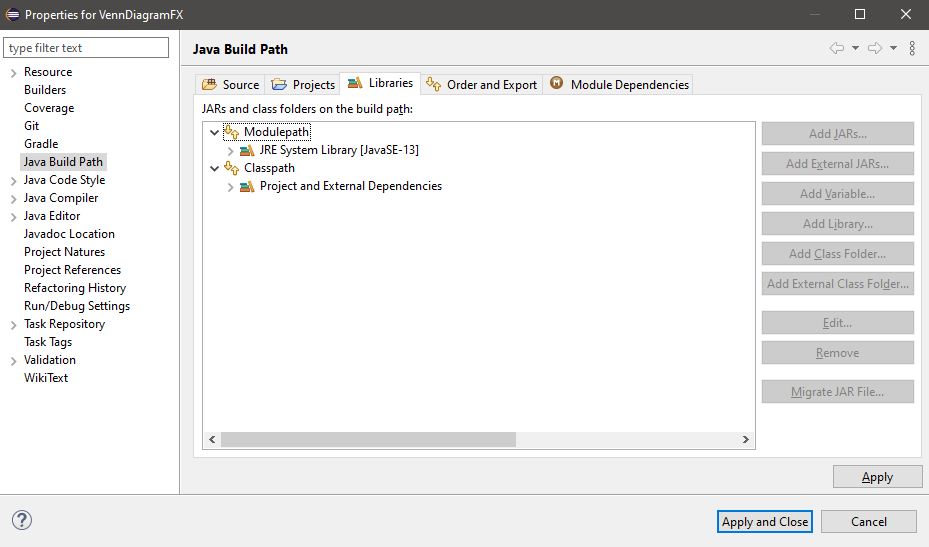 Properties for VennDiagramFX
type filter text
Resource
Builders
Coverage
Git
Gradle
Java Build Path
Java Code Style
Java Compiler
Java Editor
Javadoc Location
Project Natures
Project References
Refactoring History
Run/Debug Settings
Task Repository
Task Tags
Validation
WikiText
Java Build Path
Source Projects Libraries Order and Export Module Dependencies
JARs and class folders on the build path:
Modulepath
JRE System Library [JavaSE-13]
Classpath
Project and External Dependencies
Add JARs...
Add External JARs...
Add Variable...
Add Library...
Add Class Folder...
Add External Class Folder...
Edit...
Remove
Migrate JAR File...
Apply
Apply and Close Cancel